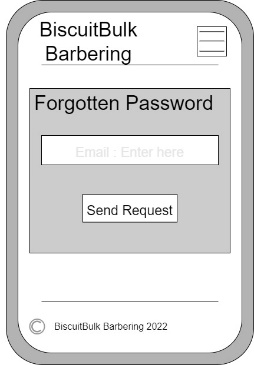 BiscuitBulk
Barbering
Forgotten Password
Email : Enter here
Send Request
© BiscuitBulk Barbering 2022